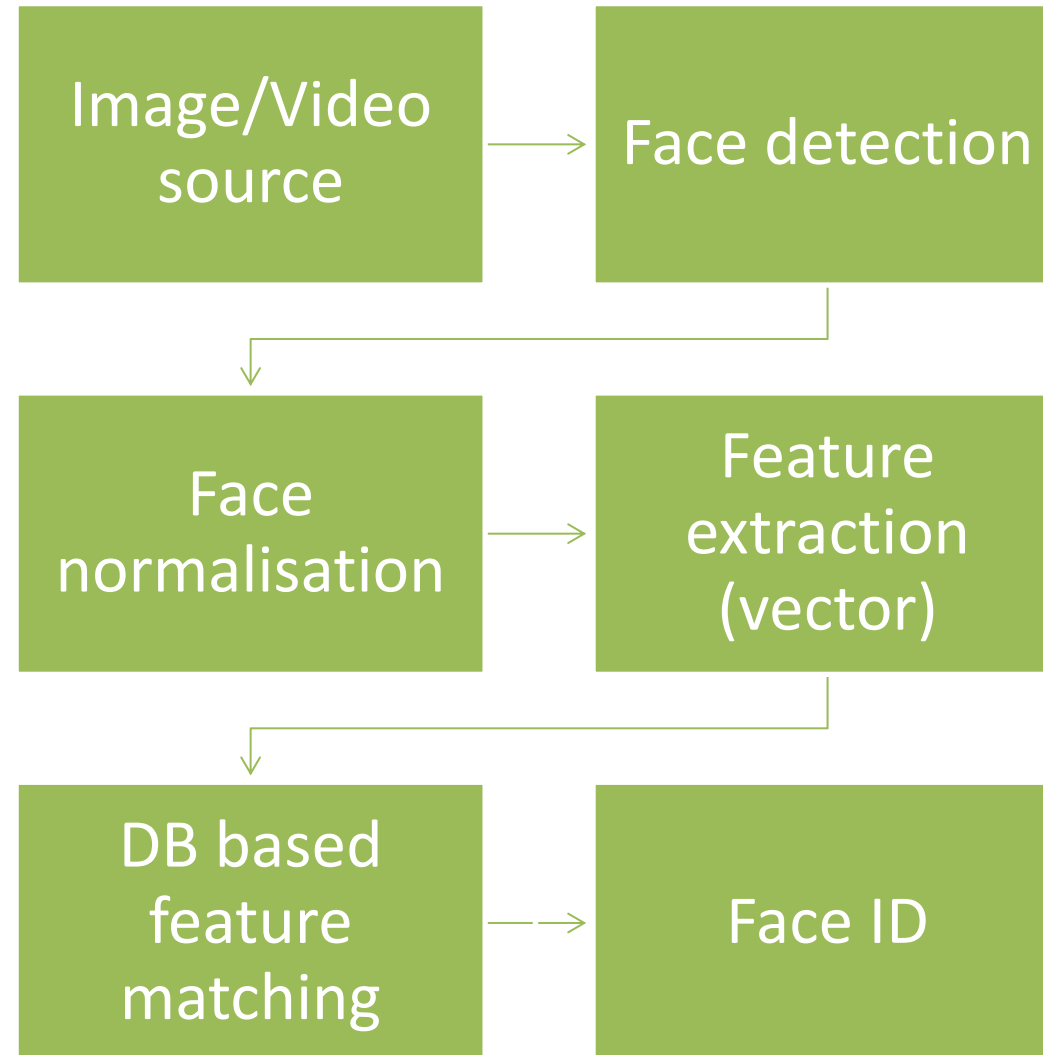 Image/Video
source
Face detection
Face
normalisation
Feature
extraction
(vector)
DB based
feature
matching
Face ID